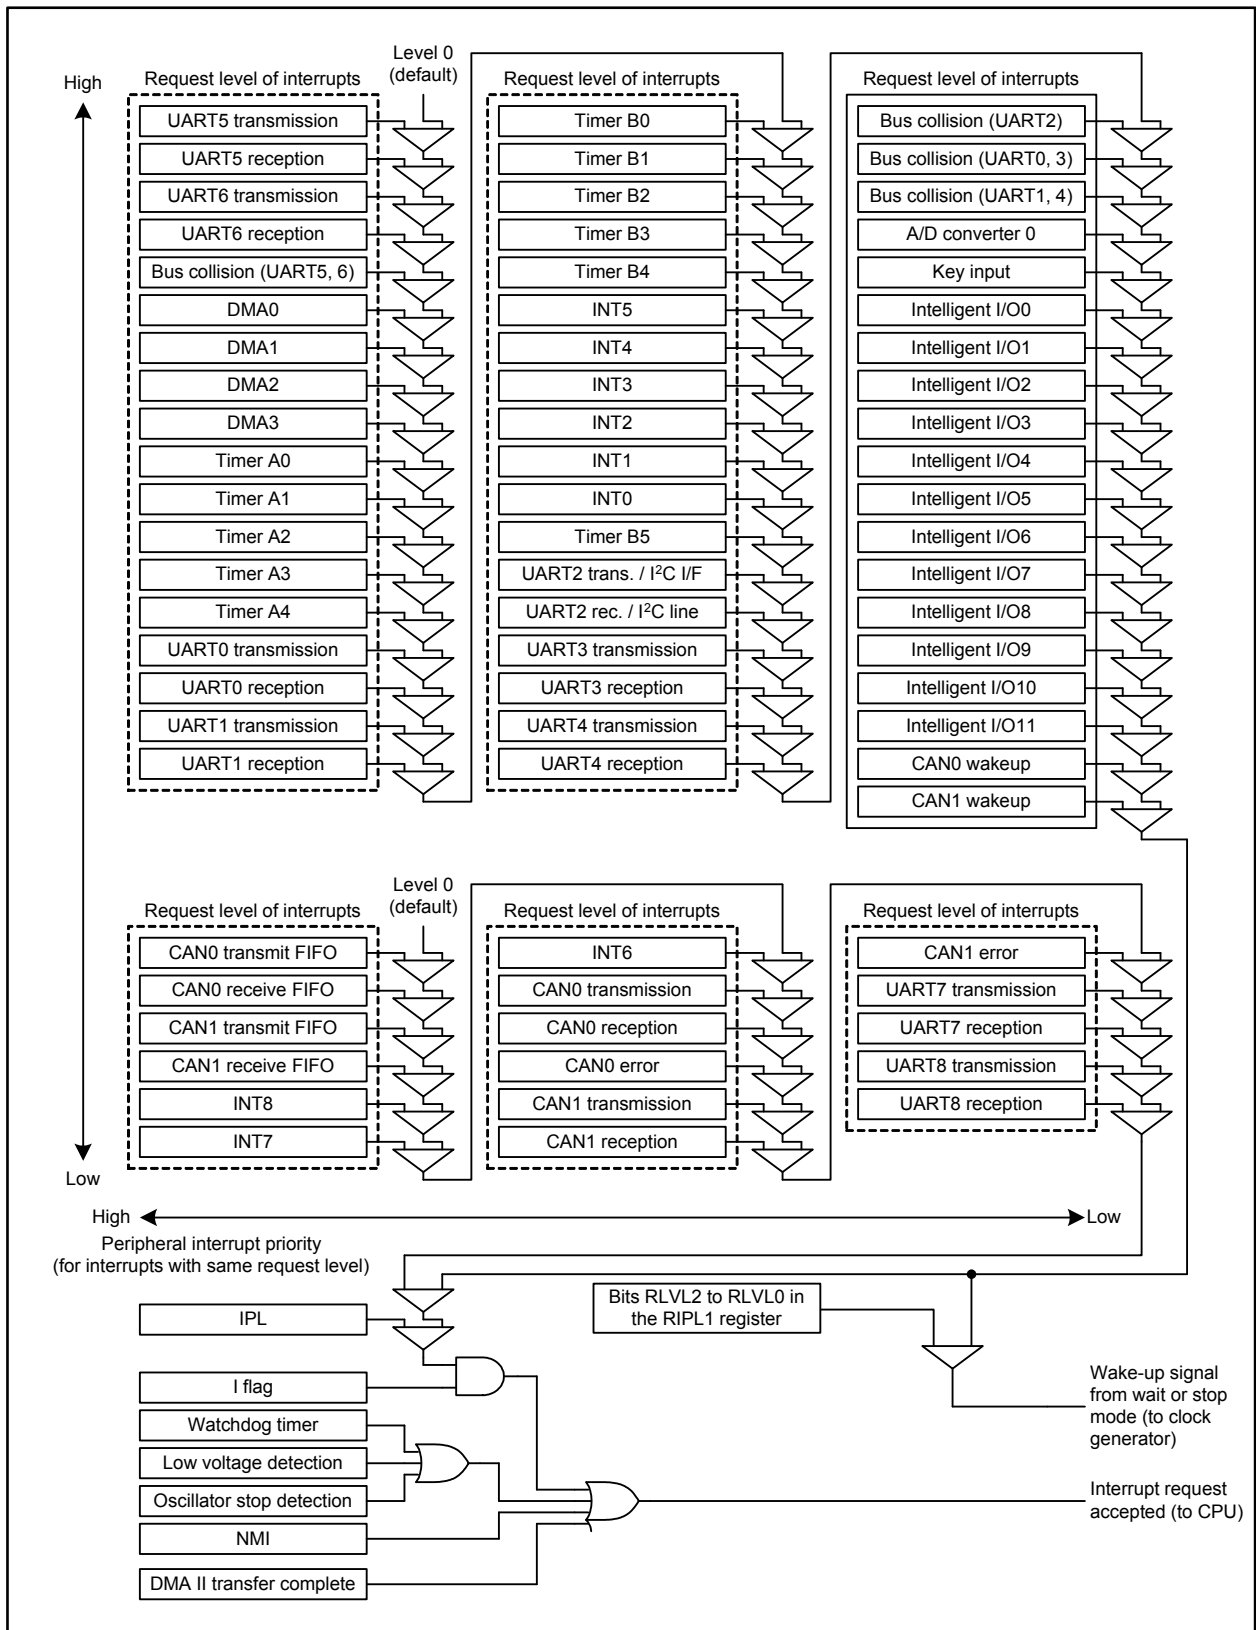 High
Level 0
(default)
Request level of interrupts
UART5 transmission
UART5 reception
UART6 transmission
UART6 reception
Bus collision (UART5, 6)
DMA0
DMA1
DMA2
DMA3
Timer A0
Timer A1
Timer A2
Timer A3
Timer A4
UART0 transmission
UART0 reception
UART1 transmission
UART1 reception
Request level of interrupts
Timer B0
Timer B1
Timer B2
Timer B3
Timer B4
INT5
INT4
INT3
INT2
INT1
INT0
Timer B5
UART2 trans. / I²C I/F
UART2 rec. / I²C line
UART3 transmission
UART3 reception
UART4 transmission
UART4 reception
Request level of interrupts
Bus collision (UART2)
Bus collision (UART0, 3)
Bus collision (UART1, 4)
A/D converter 0
Key input
Intelligent I/O0
Intelligent I/O1
Intelligent I/O2
Intelligent I/O3
Intelligent I/O4
Intelligent I/O5
Intelligent I/O6
Intelligent I/O7
Intelligent I/O8
Intelligent I/O9
Intelligent I/O10
Intelligent I/O11
CAN0 wakeup
CAN1 wakeup
Level 0
(default)
Request level of interrupts
CAN0 transmit FIFO
CAN0 receive FIFO
CAN1 transmit FIFO
CAN1 receive FIFO
INT8
INT7
Request level of interrupts
INT6
CAN0 transmission
CAN0 reception
CAN0 error
CAN1 transmission
CAN1 reception
Request level of interrupts
CAN1 error
UART7 transmission
UART7 reception
UART8 transmission
UART8 reception
Low
High
Low
Peripheral interrupt priority
(for interrupts with same request level)
IPL
Bits RLVL2 to RLVL0 in
the RIPL1 register
I flag
Watchdog timer
Low voltage detection
Oscillator stop detection
NMI
DMA II transfer complete
Wake-up signal
from wait or stop
mode (to clock
generator)
Interrupt request
accepted (to CPU)